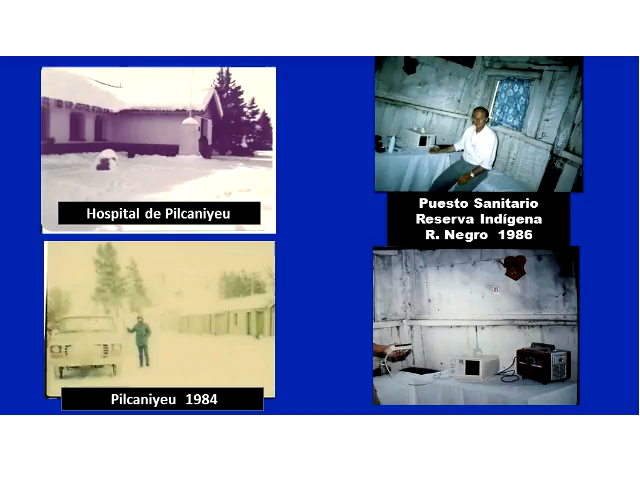 Hospital de Pilcaniyeu
Pilcaniyeu 1984
Puesto Sanitario
Reserva Indígena
R. Negro 1986